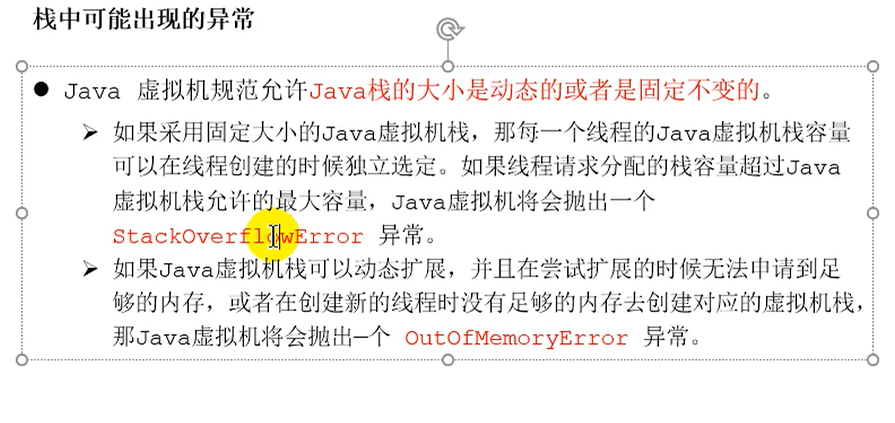 栈中可能出现的异常
● Java 虚拟机规范允许Java栈的大小是动态的或者是固定不变的。
➢ 如果采用固定大小的Java虚拟机栈，那每一个线程的Java虚拟机栈容量
可以在线程创建的时候独立选定。如果线程请求分配的栈容量超过Java
虚拟机栈允许的最大容量，Java虚拟机将会抛出一个
StackOverflowError 异常。
➢ 如果Java虚拟机栈可以动态扩展，并且在尝试扩展的时候无法申请到足
够的内存，或者在创建新的线程时没有足够的内存去创建对应的虚拟机栈，
那Java虚拟机将会抛出一个 OutOfMemoryError 异常。